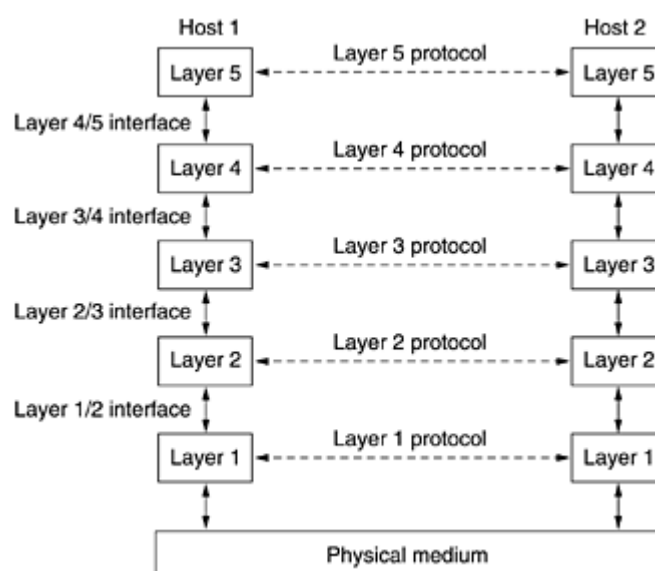 Host 1 Host 2
Layer 5 Layer 5 protocol Layer 5
Layer 4/5 interface
Layer 4 Layer 4 protocol Layer 4
Layer 3/4 interface
Layer 3 Layer 3 protocol Layer 3
Layer 2/3 interface
Layer 2 Layer 2 protocol Layer 2
Layer 1/2 interface
Layer 1 Layer 1 protocol Layer 1
Physical medium